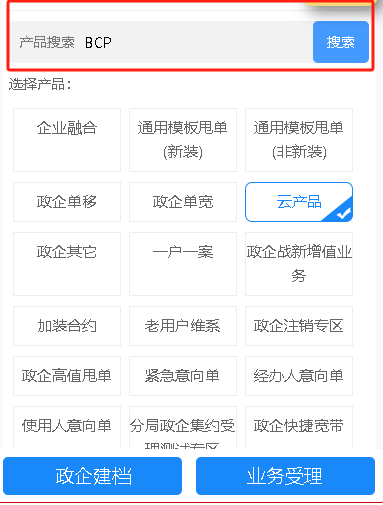 产品搜索 BCP 搜索
选择产品：
企业融合 通用模板甩单(新装) 通用模板甩单(非新装)
政企单移 政企单宽 云产品
政企其它 一户一案 政企战新增值业务
加装合约 老用户维系 政企注销专区
政企高值甩单 紧急意向单 经办人意向单
使用人意向单 分局政企集约受理测试专区 政企快捷宽带
政企建档 业务受理